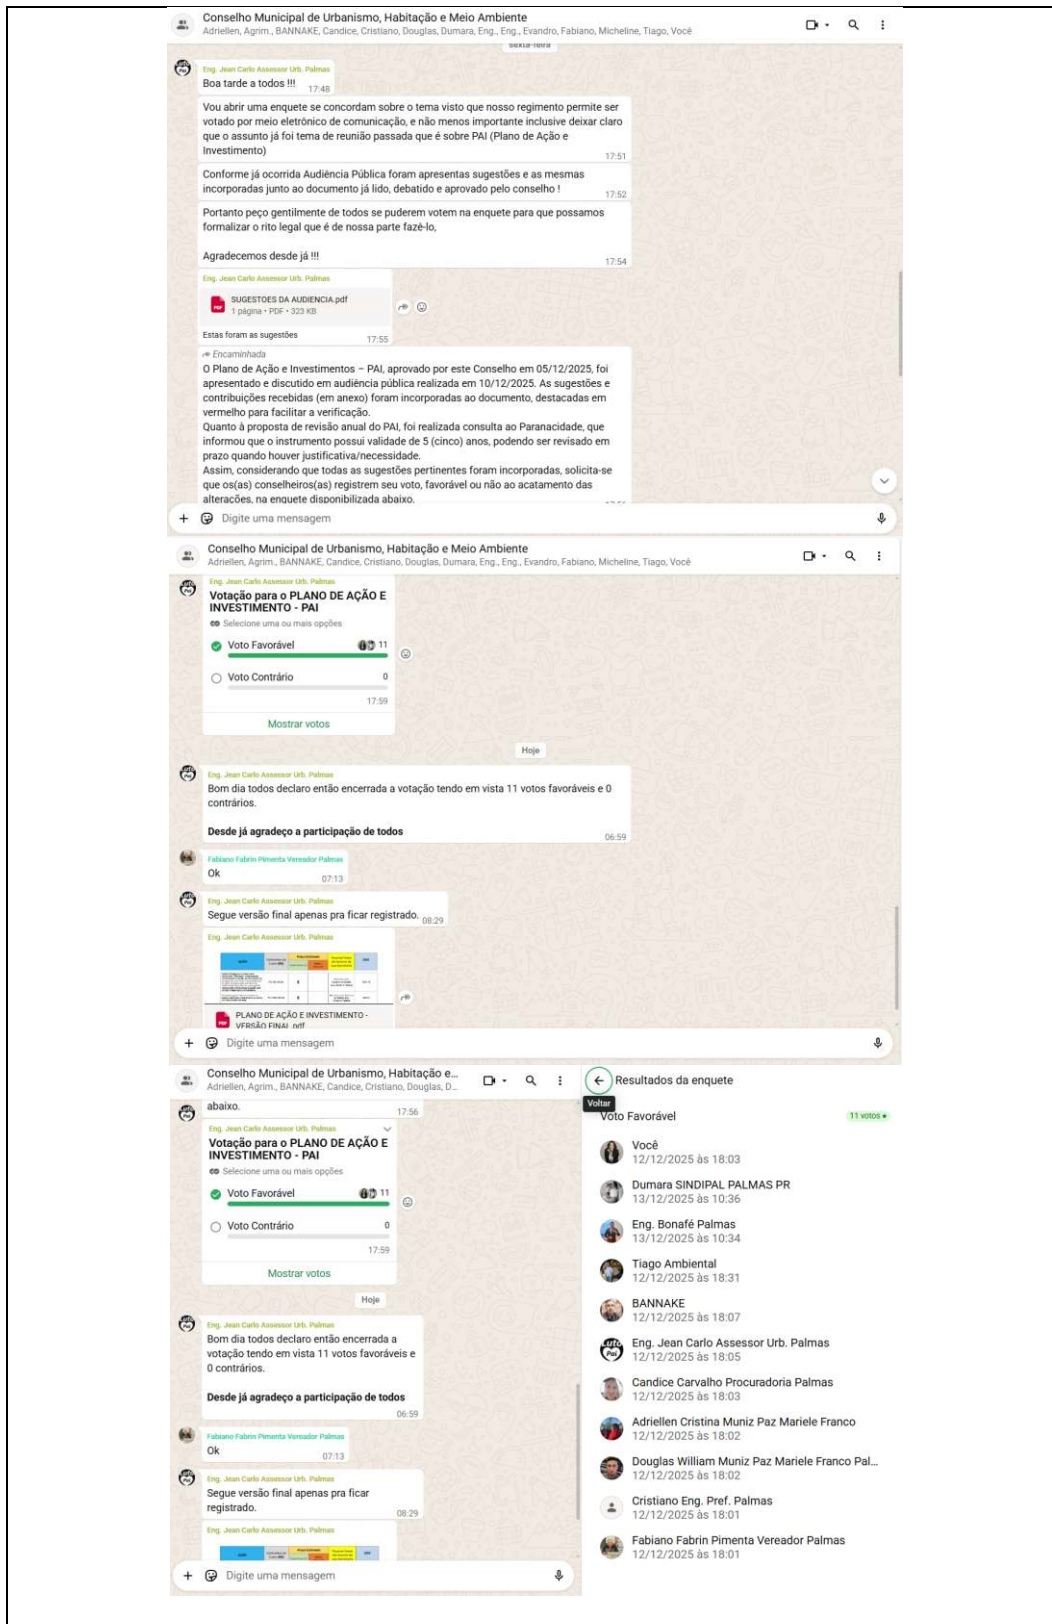 Conselho Municipal de Urbanismo, Habitação e Meio Ambiente
Adriellen, Agrim., BANNAKE, Candice, Cristiano, Douglas, Dumara, Eng., Eng., Evandro, Fabiano, Micheline, Tiago, Você
sexta-feira
Eng. Jean Carlo Assessor Urb. Palmas
Boa tarde a todos !!!
17:48
Vou abrir uma enquete se concordam sobre o tema visto que nosso regimento permite ser
votado por meio eletrônico de comunicação, e não menos importante inclusive deixar claro
que o assunto já foi tema de reunião passada que é sobre PAI (Plano de Ação e
Investimento)
17:51
Conforme já ocorrida Audiência Pública foram apresentas sugestões e as mesmas
incorporadas junto ao documento já lido, debatido e aprovado pelo conselho !
17:52
Portanto peço gentilmente de todos se puderem votem na enquete para que possamos
formalizar o rito legal que é de nossa parte fazê-lo,
Agradecemos desde já !!!
17:54
Eng. Jean Carlo Assessor Urb. Palmas
PDF
SUGESTOES DA AUDIENCIA.pdf
1 página • PDF • 323 KB
Estas foram as sugestões
17:55
Encaminhada
O Plano de Ação e Investimentos – PAI, aprovado por este Conselho em 05/12/2025, foi
apresentado e discutido em audiência pública realizada em 10/12/2025. As sugestões e
contribuições recebidas (em anexo) foram incorporadas ao documento, destacadas em
vermelho para facilitar a verificação.
Quanto à proposta de revisão anual do PAI, foi realizada consulta ao Paranacidade, que
informou que o instrumento possui validade de 5 (cinco) anos, podendo ser revisado em
prazo quando houver justificativa/necessidade.
Assim, considerando que todas as sugestões pertinentes foram incorporadas, solicita-se
que os(as) conselheiros(as) registrem seu voto, favorável ou não ao acatamento das
alterações, na enquete disponibilizada abaixo.
Digite uma mensagem
Conselho Municipal de Urbanismo, Habitação e Meio Ambiente
Adriellen, Agrim., BANNAKE, Candice, Cristiano, Douglas, Dumara, Eng., Eng., Evandro, Fabiano, Micheline, Tiago, Você
Eng. Jean Carlo Assessor Urb. Palmas
Votação para o PLANO DE AÇÃO E
INVESTIMENTO - PAI
Selecione uma ou mais opções
Voto Favorável 11
Voto Contrário 0
17:59
Mostrar votos
Hoje
Eng. Jean Carlo Assessor Urb. Palmas
Bom dia todos declaro então encerrada a votação tendo em vista 11 votos favoráveis e 0
contrários.
Desde já agradeço a participação de todos
06:59
Fabiano Fabrin Pimenta Vereador Palmas
Ok
07:13
Eng. Jean Carlo Assessor Urb. Palmas
Segue versão final apenas pra ficar registrado.
08:29
Eng. Jean Carlo Assessor Urb. Palmas
PDF
PLANO DE AÇÃO E INVESTIMENTO -
VERSÃO FINAL.pdf
Digite uma mensagem
Conselho Municipal de Urbanismo, Habitação e...
Adriellen, Agrim., BANNAKE, Candice, Cristiano, Douglas, D...
abaixo.
17:56
Eng. Jean Carlo Assessor Urb. Palmas
Votação para o PLANO DE AÇÃO E
INVESTIMENTO - PAI
Selecione uma ou mais opções
Voto Favorável 11
Voto Contrário 0
17:59
Mostrar votos
Hoje
Eng. Jean Carlo Assessor Urb. Palmas
Bom dia todos declaro então encerrada a
votação tendo em vista 11 votos favoráveis e
0 contrários.
Desde já agradeço a participação de todos
06:59
Fabiano Fabrin Pimenta Vereador Palmas
Ok
07:13
Eng. Jean Carlo Assessor Urb. Palmas
Segue versão final apenas pra ficar
registrado.
08:29
Eng. Jean Carlo Assessor Urb. Palmas
Digite uma mensagem
Resultados da enquete
Voltar
Voto Favorável
11 votos
Você
12/12/2025 às 18:03
Dumara SINDIPAL PALMAS PR
13/12/2025 às 10:36
Eng. Bonafé Palmas
13/12/2025 às 10:34
Tiago Ambiental
12/12/2025 às 18:31
BANNAKE
12/12/2025 às 18:07
Eng. Jean Carlo Assessor Urb. Palmas
12/12/2025 às 18:05
Candice Carvalho Procuradoria Palmas
12/12/2025 às 18:03
Adriellen Cristina Muniz Paz Mariele Franco
12/12/2025 às 18:02
Douglas William Muniz Paz Mariele Franco Pal...
12/12/2025 às 18:02
Cristiano Eng. Pref. Palmas
12/12/2025 às 18:01
Fabiano Fabrin Pimenta Vereador Palmas
12/12/2025 às 18:01